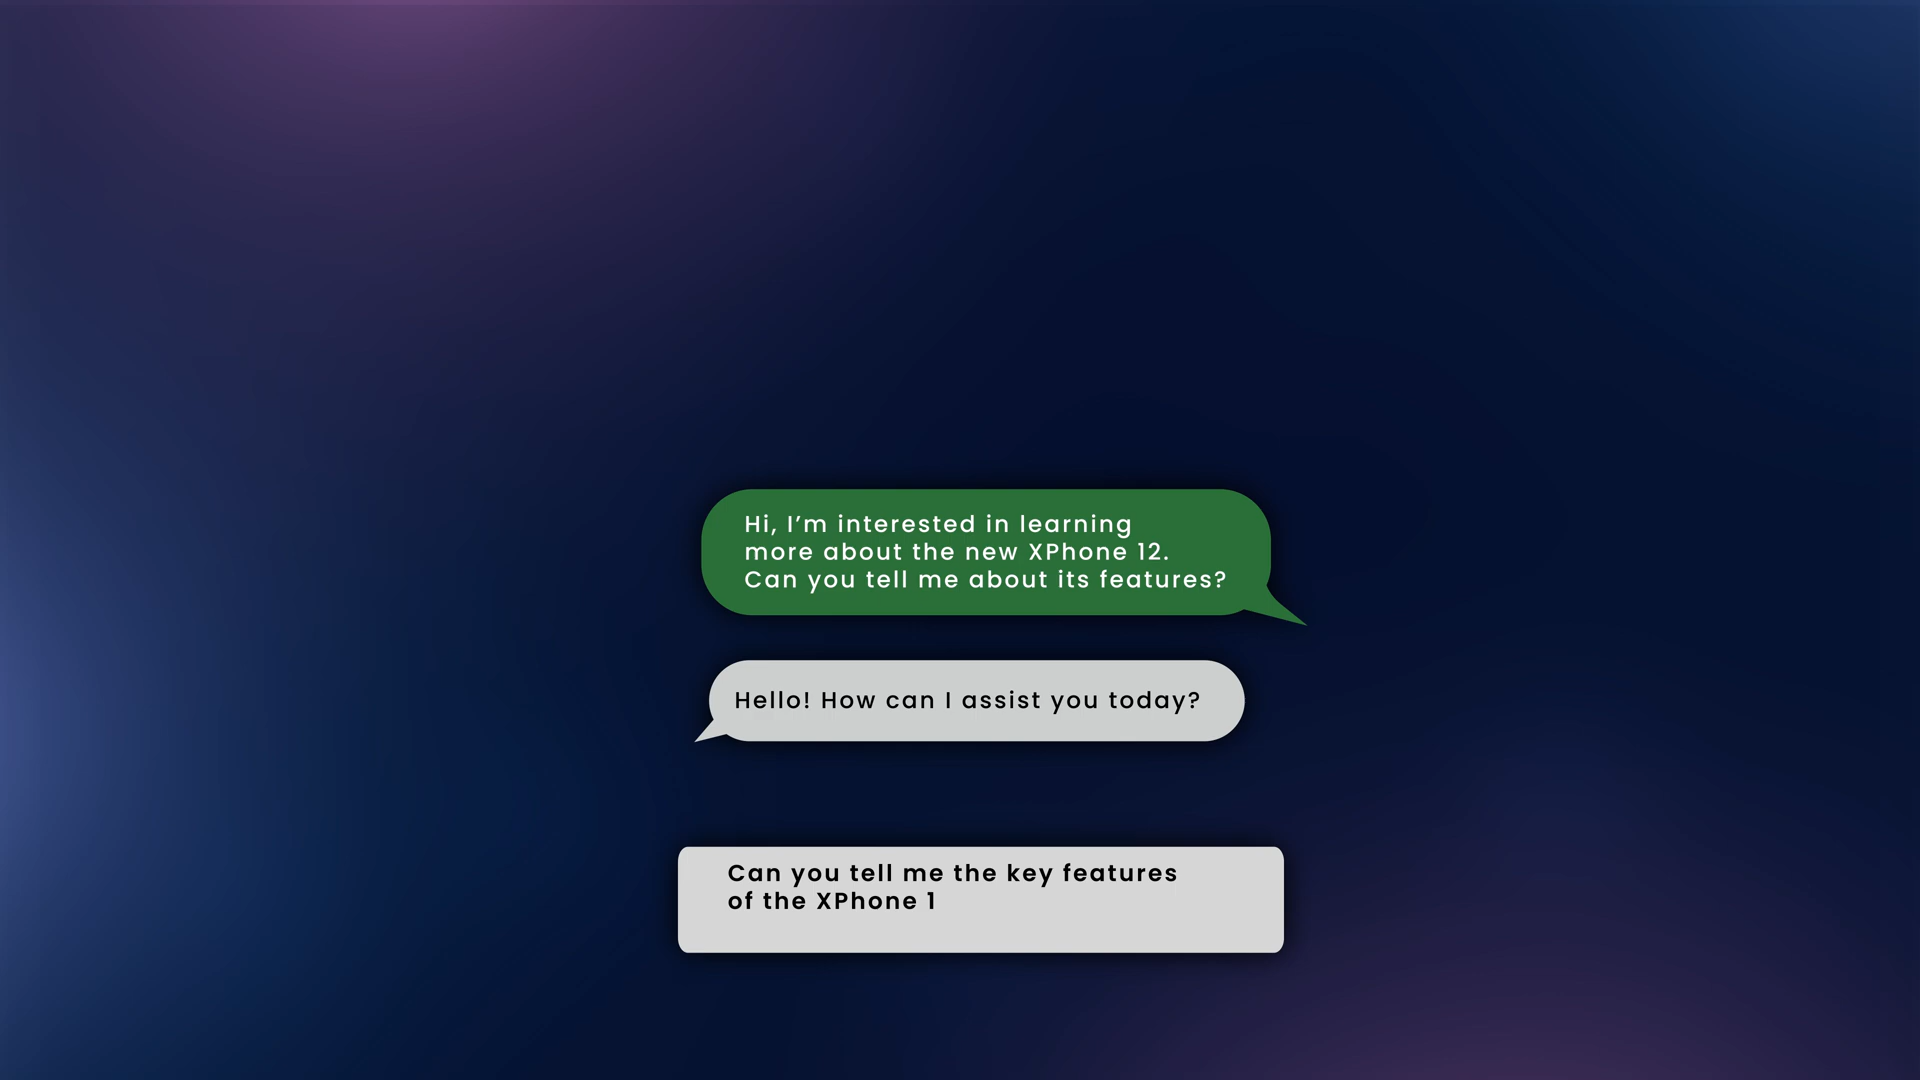 Hi, I’m interested in learning
more about the new XPhone 12.
Can you tell me about its features?
Hello! How can I assist you today?
Can you tell me the key features
of the XPhone 1